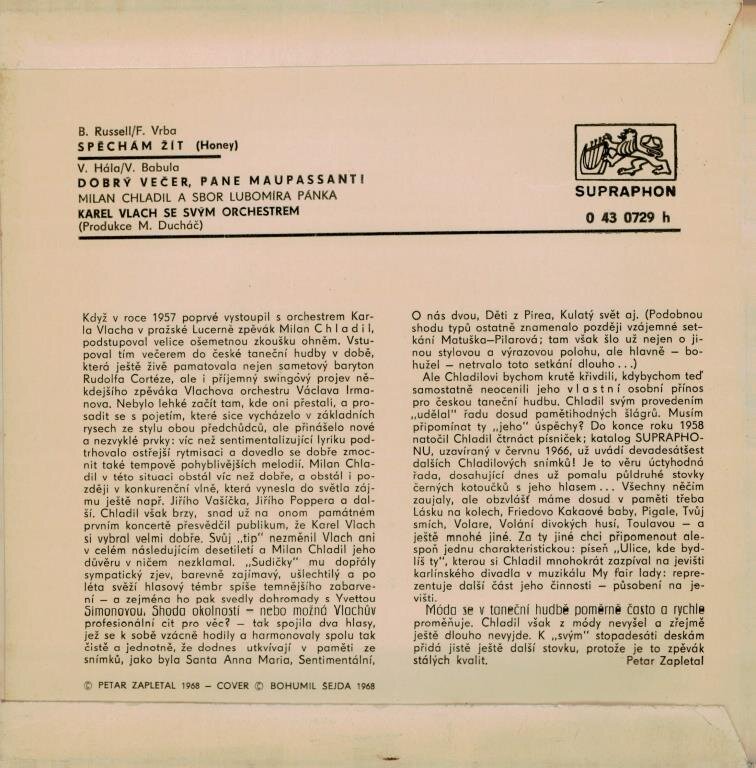 B. Russell/F. Vrba
SPĚCHÁM ŽÍT (Honey)
V. Hála/V. Babula
DOBRÝ VEČER, PANE MAUPASSANT!
MILAN CHLADIL A SBOR LUBOMÍRA PÁNKA
KAREL VLACH SE SVÝM ORCHESTREM
(Produkce M. Ducháč)
SUPRAPHON
0 43 0729 h
Když v roce 1957 poprvé vystoupil s orchestrem Kar-
la Vlacha v pražské Lucerně zpěvák Milan Chladil,
podstupoval velice ošemetnou zkoušku ohněm. Vstu-
poval tím večerem do české taneční hudby v době,
která ještě živě pamatovala nejen sametový baryton
Rudolfa Cortéze, ale i příjemný swingóvý projev ně-
kdejšího zpěváka Vlachova orchestru Václava Irma-
nova. Nebylo lehké začít tam, kde oni přestali, a pro-
sadit se s pojetím, které sice vycházelo v základních
rysech ze stylu obou předchůdců, ale přinášelo nové
a nezvyklé prvky: víc než sentimentalizující lyriku pod-
trhovalo ostřejší rytmisaci a dovedlo se dobře zmoc-
nit také tempově pohyblivějších melodií. Milan Chla-
dil v této situaci obstál víc než dobře, a obstál i po-
zději v konkurenční vlně, která vynesla do světla záj-
mu ještě např. Jiřího Vašíčka, Jiřího Poppera a dal-
ší. Chladil však brzy, snad už na onom památném
prvním koncertě přesvědčil publikum, že Karel Vlach
si vybral velmi dobře. Svůj „tip" nezměnil Vlach ani
v celém následujícím desetiletí a Milan Chladil jeho
důvěru v ničem nezklamal. „Sudičky" mu dopřály
sympatický zjev, barevně zajímavý, ušlechtilý a po
léta svěží hlasový témbr spíše temnějšího zabarve-
ní — a zejména ho pak svedly dohromady s Yvettou
Simonovou. Shoda okolností — nebo možná Vlachův
profesionální cit pro věc? — tak spojila dva hlasy,
jež se k sobě vzácně hodily a harmonovaly spolu tak
čistě a jednotně, že dodnes utkvívají v paměti ze
snímků, jako byla Santa Anna Maria, Sentimentální,
O nás dvou, Děti z Pirea, Kulatý svět aj. (Podobnou
shodu typů ostatně znamenalo později vzájemné set-
kání Matuška—Pilarová; tam však šlo už nejen o ji-
nou stylovou a výrazovou polohu, ale hlavně — bo-
hužel — netrvalo toto setkání dlouho...)
Ale Chladilovi bychom krutě křivdili, kdybychom teď
samostatně neocenili jeho vlastní osobní přínos
pro českou taneční hudbu. Chladil svým provedením
„udělal" řadu dosud pamětihodných šlágrů. Musím
připomínat ty „jeho" úspěchy? Do konce roku 1958
natočil Chladil čtrnáct písniček; katalog SUPRAPHO-
NU, uzavíraný v červnu 1966, už uvádí devadesátšest
dalších Chladilových snímků! Je to věru úctyhodná
řada, dosahující dnes už pomalu půldruhé stovky
černých kotoučků s jeho hlasem... Všechny něčím
zaujaly, ale obzvlášť máme dosud v paměti třeba
Lásku na kolech, Friedovo Kakaové baby, Pigale, Tvůj
smích, Volare, Volání divokých husí, Toulavou — a
ještě mnohé jiné. Za ty jiné chci připomenout ale-
spoň jednu charakteristickou: píseň „Ulice, kde byd-
líš ty", kterou si Chladil mnohokrát zazpíval na jevišti
karlínského divadla v muzikálu My fair lady: repre-
zentuje další část jeho činnosti — působení na je-
višti.
Móda se v taneční hudbě poměrně často a rychle
proměňuje. Chladil však z módy nevyšel a zřejmě
ještě dlouho nevyjde. K „svým" stopadesáti deskám
přidá jistě ještě další stovku, protože je to zpěvák
stálých kvalit. Petar Zapletal
© PETAR ZAPLETAL 1968 — COVER © BOHUMIL ŠEJDA 1968